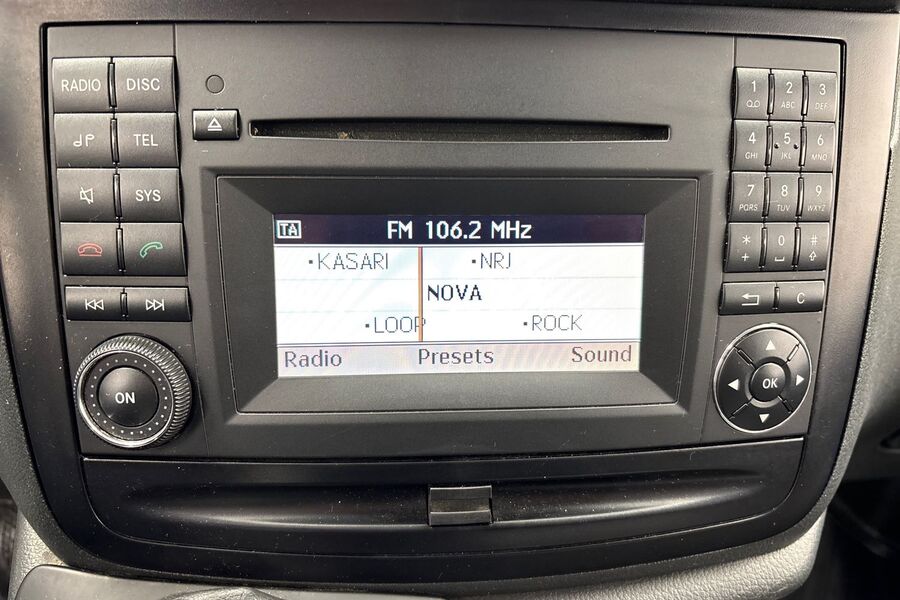 RADIO DISC
TEL
SYS
ON
TA FM 106.2 MHz
KASARI NRJ
NOVA
LOOP ROCK
Radio Presets Sound
1 2 ABC 3 DEF
4 GHI 5 JKL 6 MNO
7 PQRS 8 TUV 9 WXYZ
* + 0 #
C
OK